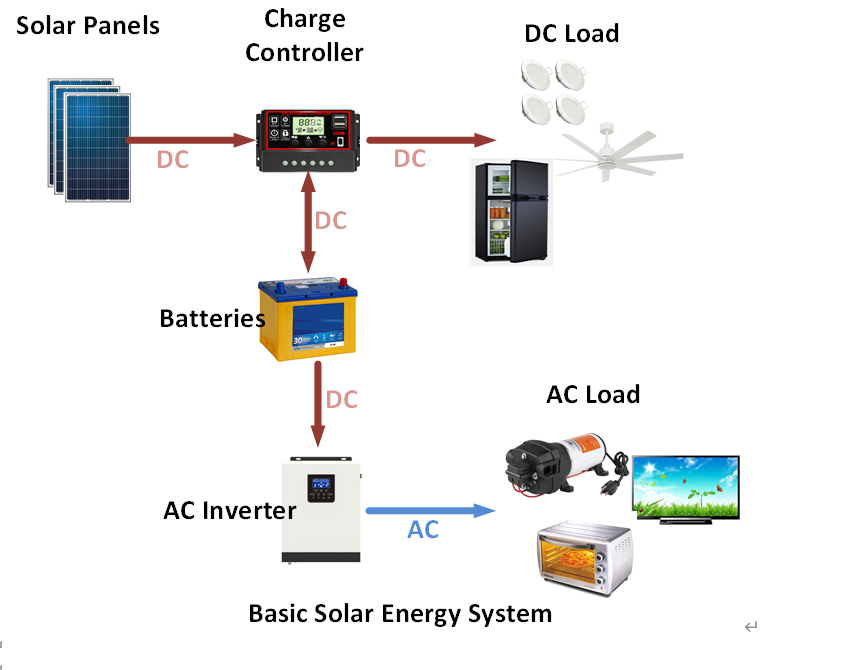 Solar Panels
Charge
Controller
DC Load
DC
DC
DC
Batteries
30
DC
AC Load
AC Inverter
AC
Basic Solar Energy System